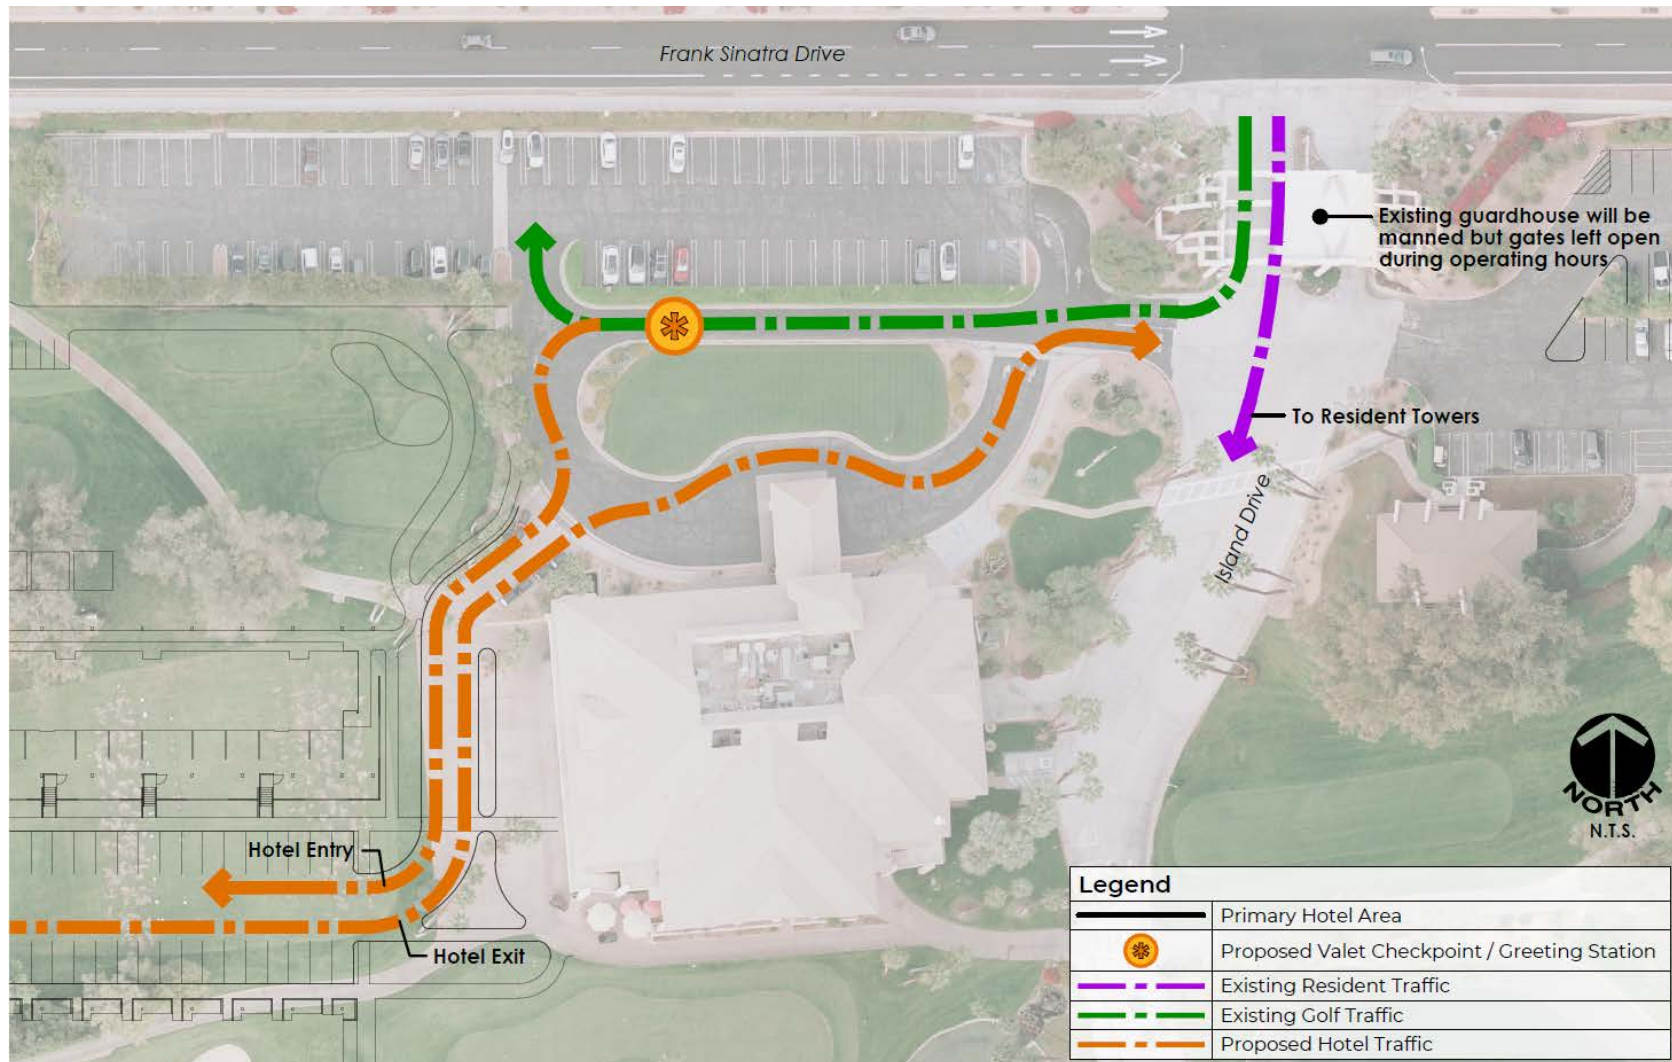 Frank Sinatra Drive
Existing guardhouse will be
manned but gates left open
during operating hours
To Resident Towers
Island Drive
NORTH
N.T.S.
Hotel Entry
Hotel Exit
Legend
Primary Hotel Area
Proposed Valet Checkpoint / Greeting Station
Existing Resident Traffic
Existing Golf Traffic
Proposed Hotel Traffic